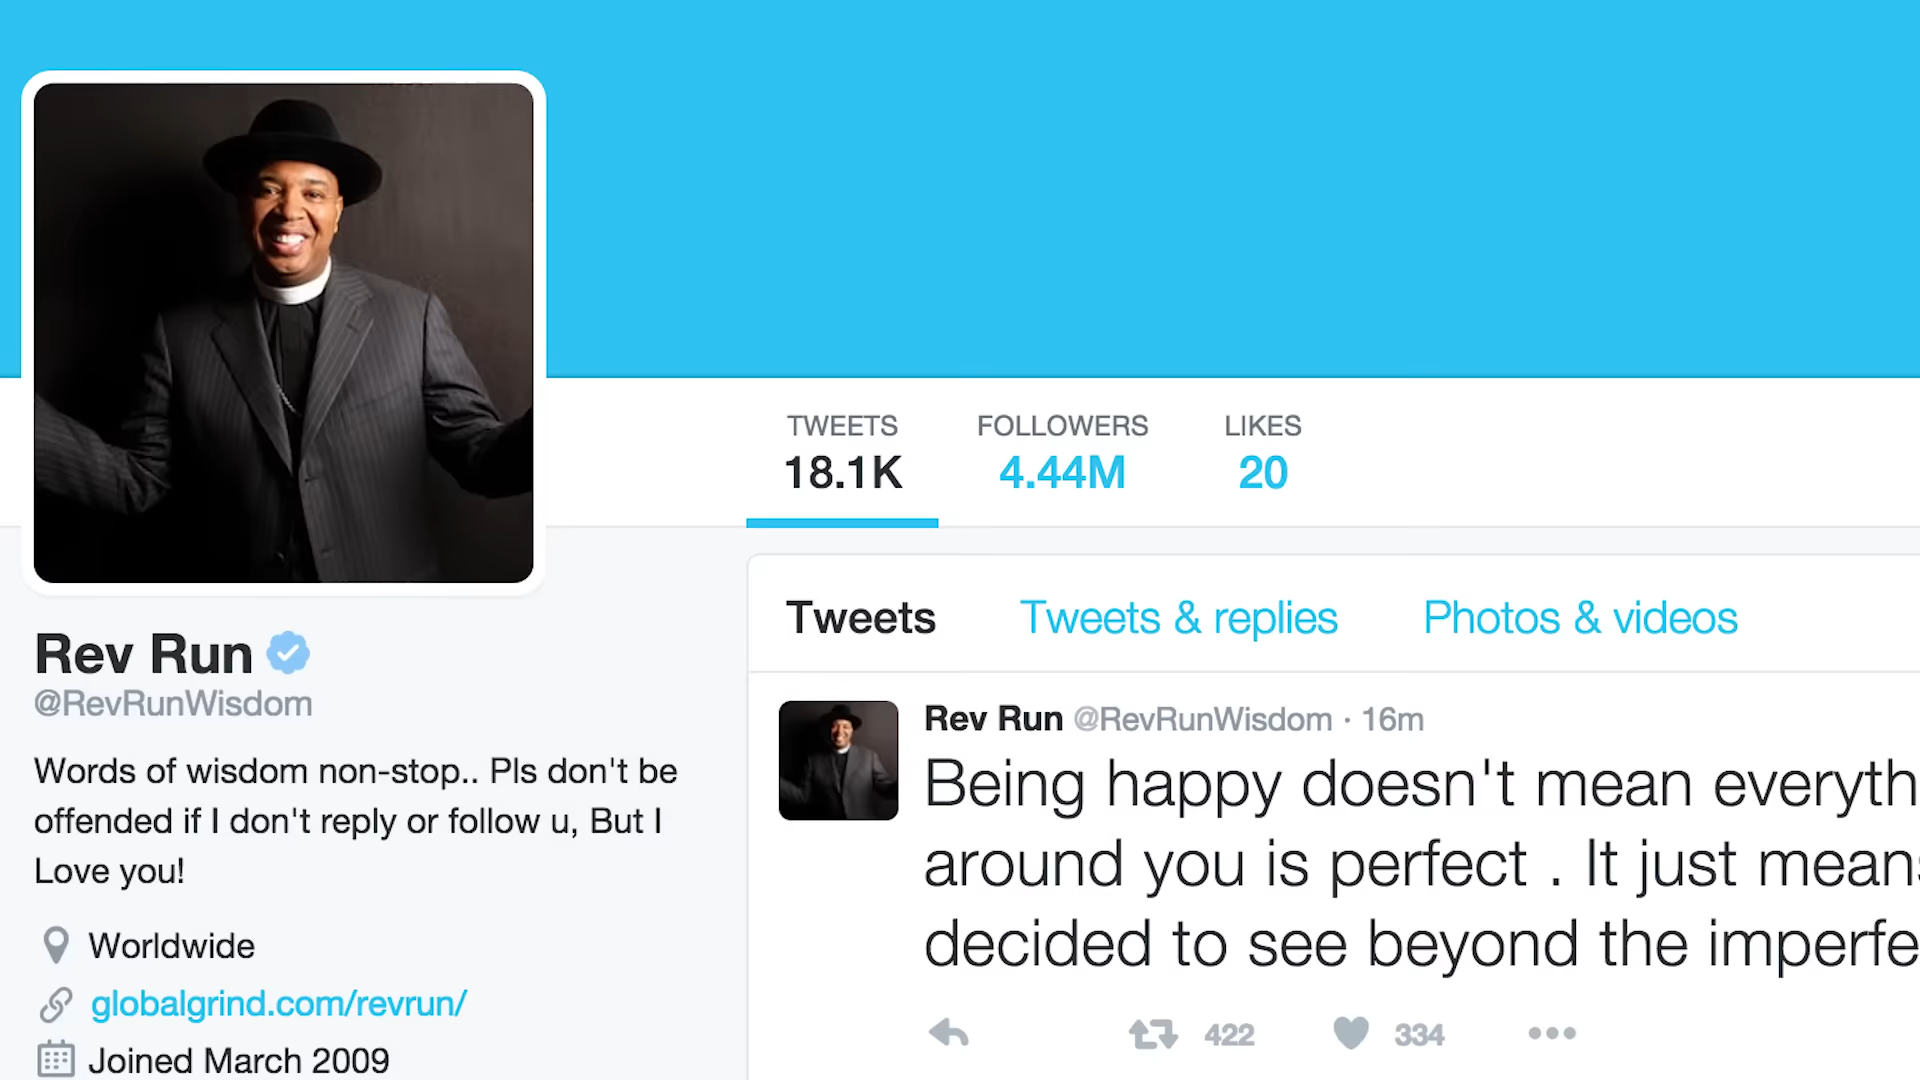 TWEETS FOLLOWERS LIKES
18.1K 4.44M 20
Tweets Tweets & replies Photos & videos
Rev Run
@RevRunWisdom
Words of wisdom non-stop.. Pls don't be
offended if I don't reply or follow u, But I
Love you!
Worldwide
globalgrind.com/revrun/
Joined March 2009
Rev Run @RevRunWisdom · 16m
Being happy doesn't mean everyth
around you is perfect . It just means
decided to see beyond the imperfe
422 334